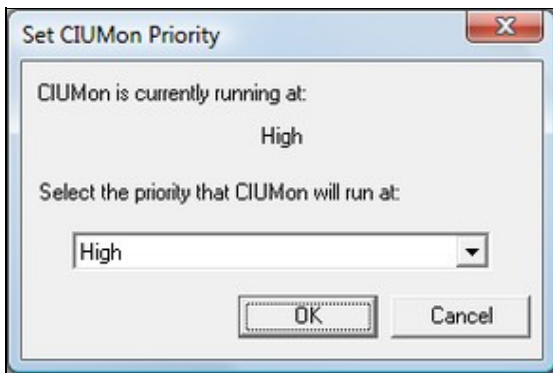 Set CIUMon Priority
CIUMon is currently running at:
High
Select the priority that CIUMon will run at:
High
OK
Cancel